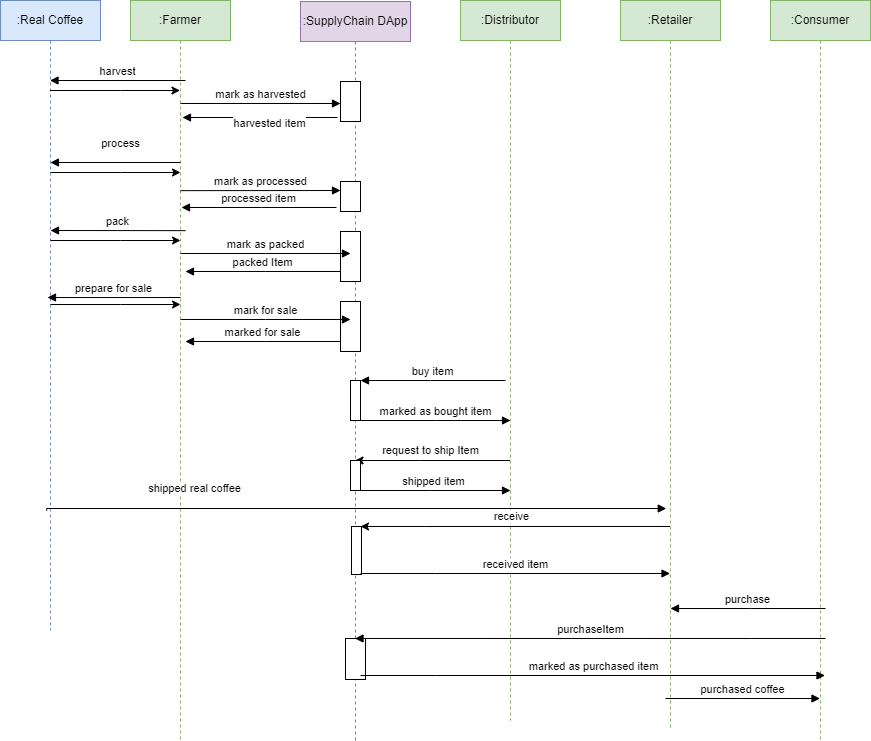 :Real Coffee
:Farmer
:SupplyChain DApp
:Distributor
:Retailer
:Consumer
harvest
mark as harvested
harvested item
process
mark as processed
processed item
pack
mark as packed
packed Item
prepare for sale
mark for sale
marked for sale
buy item
marked as bought item
request to ship Item
shipped item
shipped real coffee
receive
received item
purchase
purchaseItem
marked as purchased item
purchased coffee